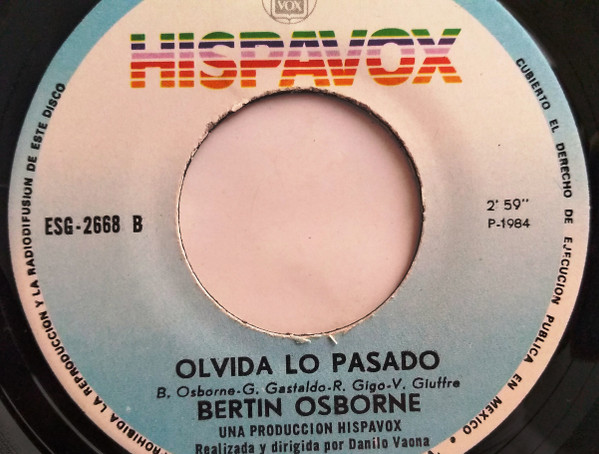 VOX
HISPAVOX
ESG-2668 B
2' 59"
P-1984
OLVIDA LO PASADO
B. Osborne-G. Gastaldo-R. Gigo-V. Giuffre
BERTIN OSBORNE
UNA PRODUCCION HISPAVOX
Realizada y dirigida por Danilo Vaona
PROHIBIDA LA REPRODUCCION Y LA RADIODIFUSION DE ESTE DISCO
CUBIERTO EL DERECHO DE EJECUCION PUBLICA EN MEXICO •